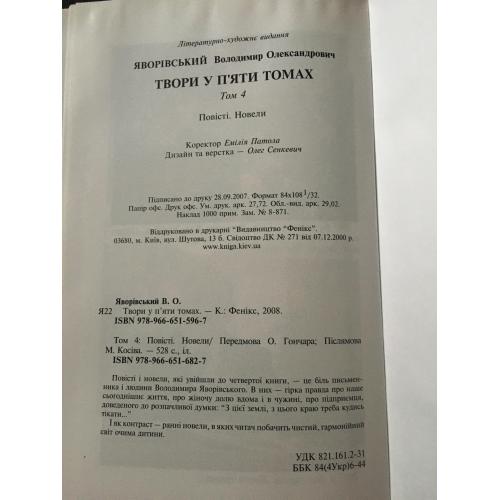 Літературно-художнє видання
ЯВОРІВСЬКИЙ Володимир Олександрович
ТВОРИ У П'ЯТИ ТОМАХ
Том 4
Повісті. Новели
Коректор Емілія Патола
Дизайн та верстка — Олег Сенкевич
Підписано до друку 28.09.2007. Формат 84х108 1/32.
Папір офс. Друк офс. Ум. друк. арк. 27,72. Обл.-вид. арк. 29,02.
Наклад 1000 прим. Зам. № 8-871.
Віддруковано в друкарні "Видавництво "Фенікс".
03680, м. Київ, вул. Шутова, 13 б. Свідоцтво ДК № 271 від 07.12.2000 р.
www.kniga.kiev.ua
Яворівський В. О.
Я22 Твори у п'яти томах. — К.: Фенікс, 2008.
ISBN 978-966-651-596-7
Том 4: Повісті. Новели/ Передмова О. Гончара; Післямова
М. Косіва. — 528 с., іл.
ISBN 978-966-651-682-7
Повісті і новели, які увійшли до четвертої книги, — це біль письмен-
ника і людини Володимира Яворівського. В них — гірка правда про наше
сьогоднішнє життя, про жіночу долю вдома і в чужині, про підприємця,
доведеного до розпачливої думки: "З цієї землі, з цього краю треба кудись
тікати..."
І як контраст — ранні новели, в яких читач побачить чистий, гармонійний
світ очима дитини.
УДК 821.161.2-31
ББК 84(4Укр)6-44